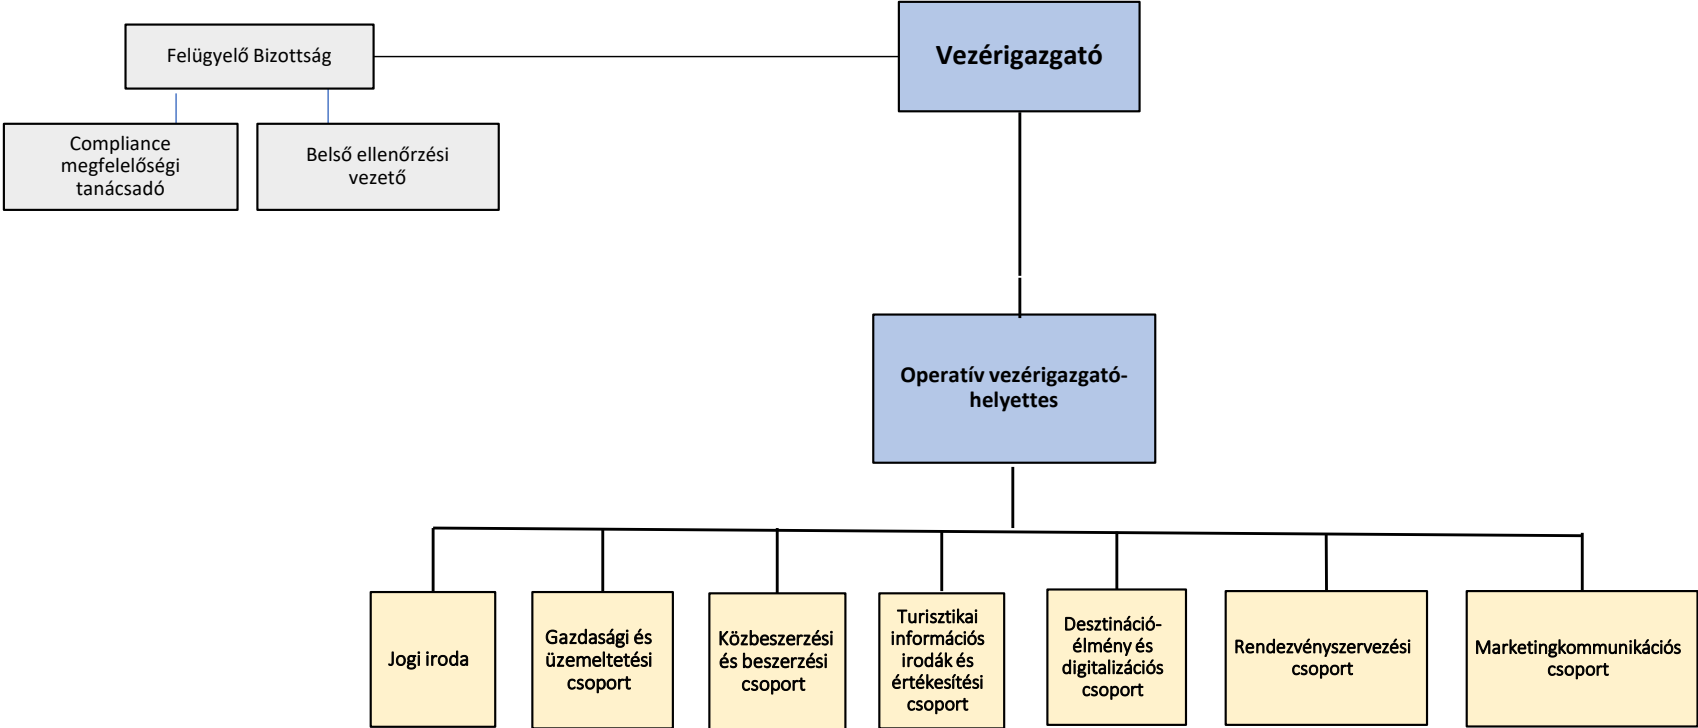 Felügyelő Bizottság
Vezérigazgató
Compliance
megfelelőségi
tanácsadó
Belső ellenőrzési
vezető
Operatív vezérigazgató-
helyettes
Jogi iroda
Gazdasági és
üzemeltetési
csoport
Közbeszerzési
és beszerzési
csoport
Turisztikai
információs
irodák és
értékesítési
csoport
Desztináció-
élmény és
digitalizációs
csoport
Rendezvényszervezési
csoport
Marketingkommunikációs
csoport